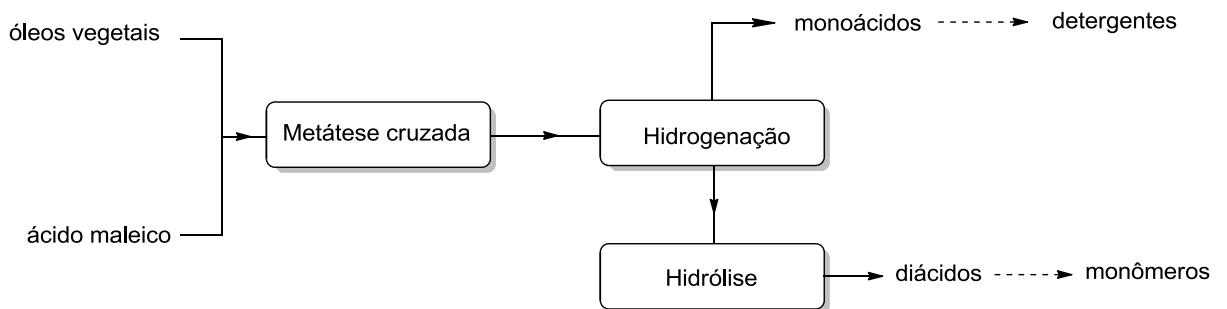 óleos vegetais
ácido maleico
Metátese cruzada
Hidrogenação
monoácidos
detergentes
Hidrólise
diácidos
monômeros